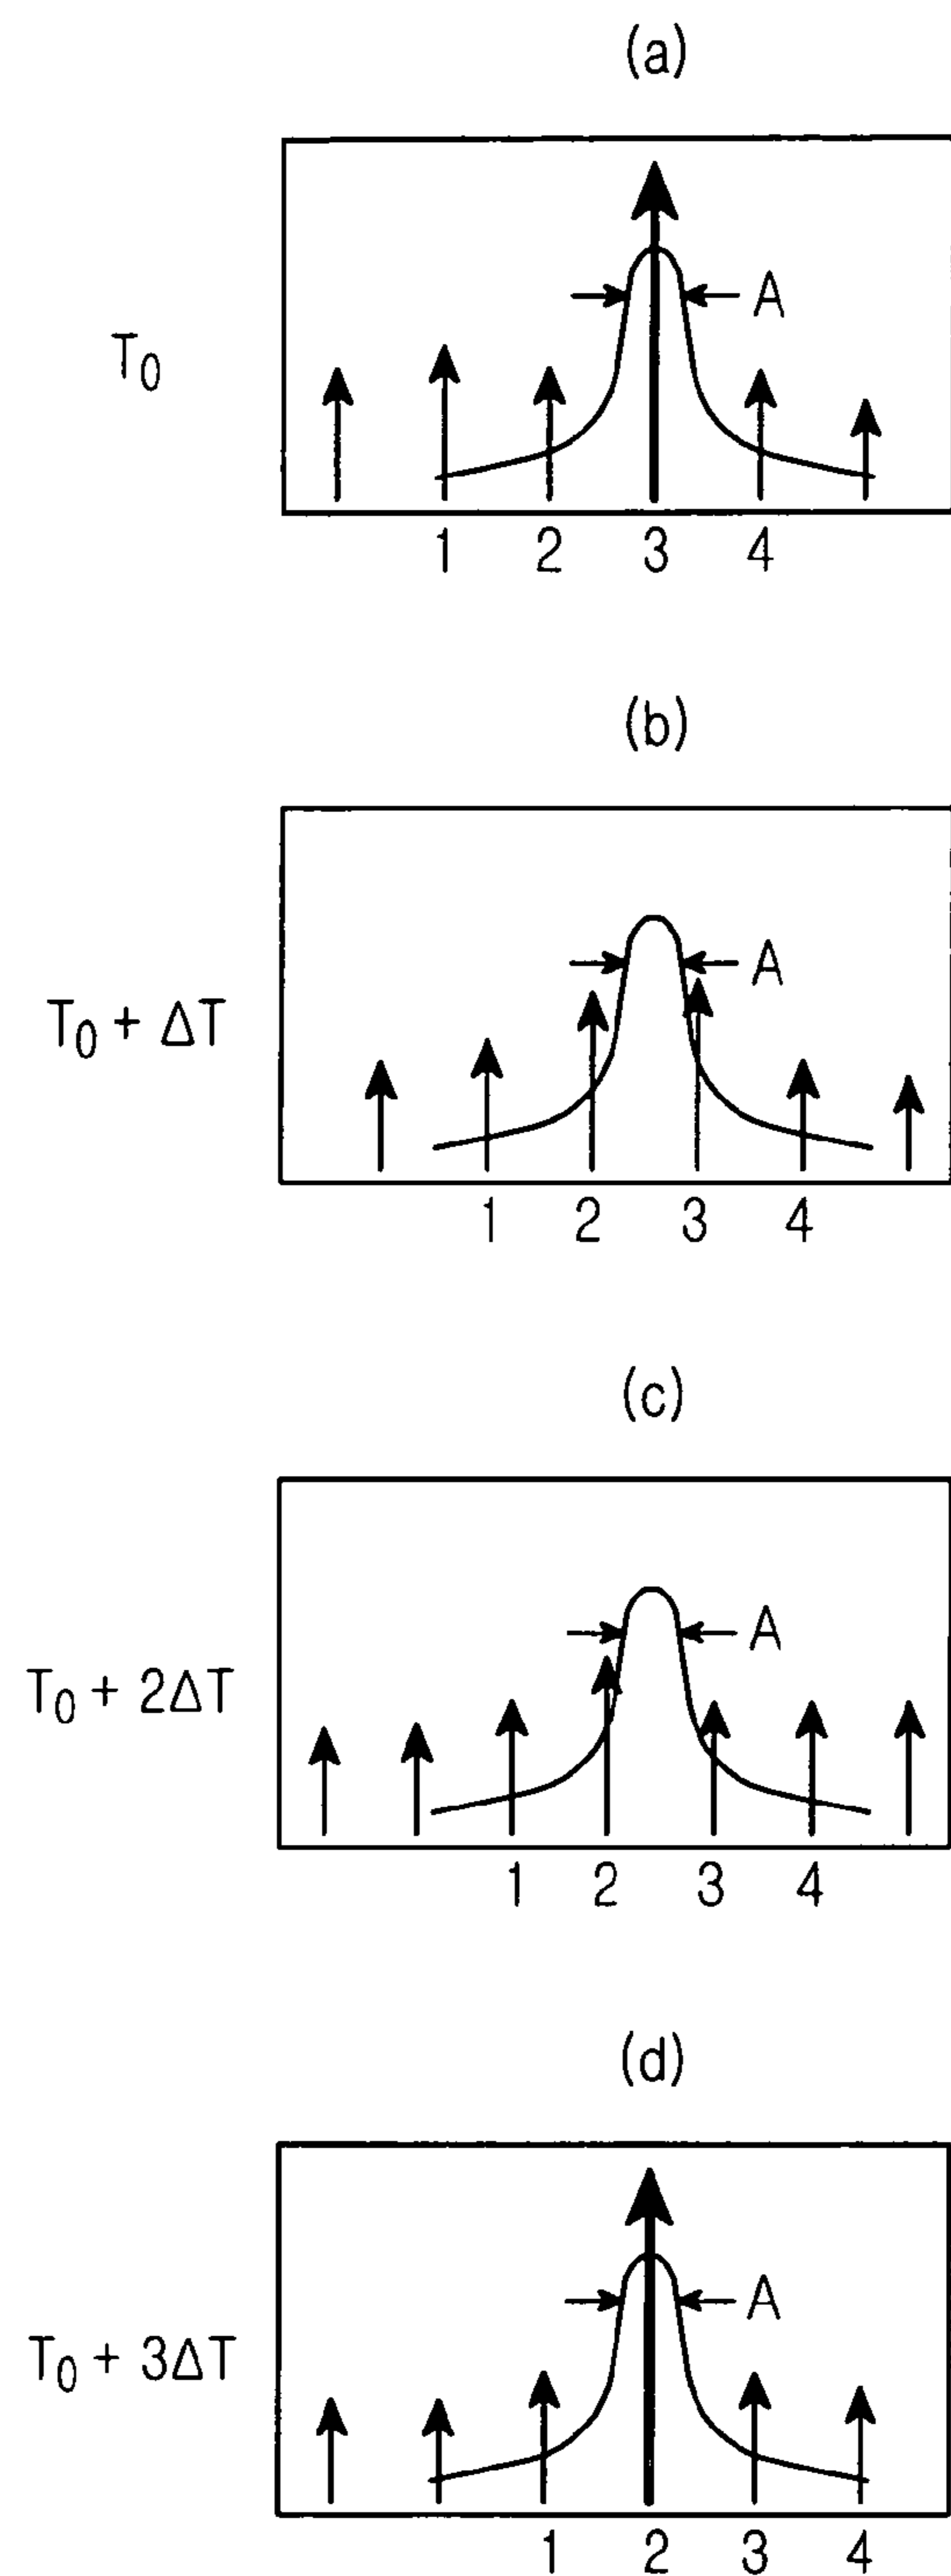 (a)
T₀
A
1 2 3 4
(b)
T₀ + ΔT
A
1 2 3 4
(c)
T₀ + 2ΔT
A
1 2 3 4
(d)
T₀ + 3ΔT
A
1 2 3 4